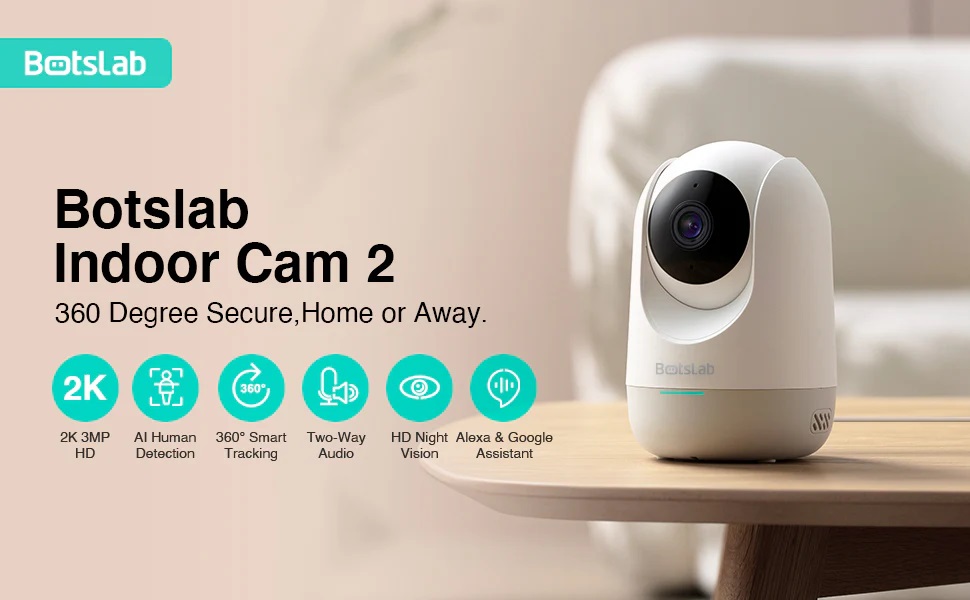 BotsLab
Botslab
Indoor Cam 2
360 Degree Secure,Home or Away.
2K
360°
2K 3MP
HD
AI Human
Detection
360° Smart
Tracking
Two-Way
Audio
HD Night
Vision
Alexa & Google
Assistant
BotsLab